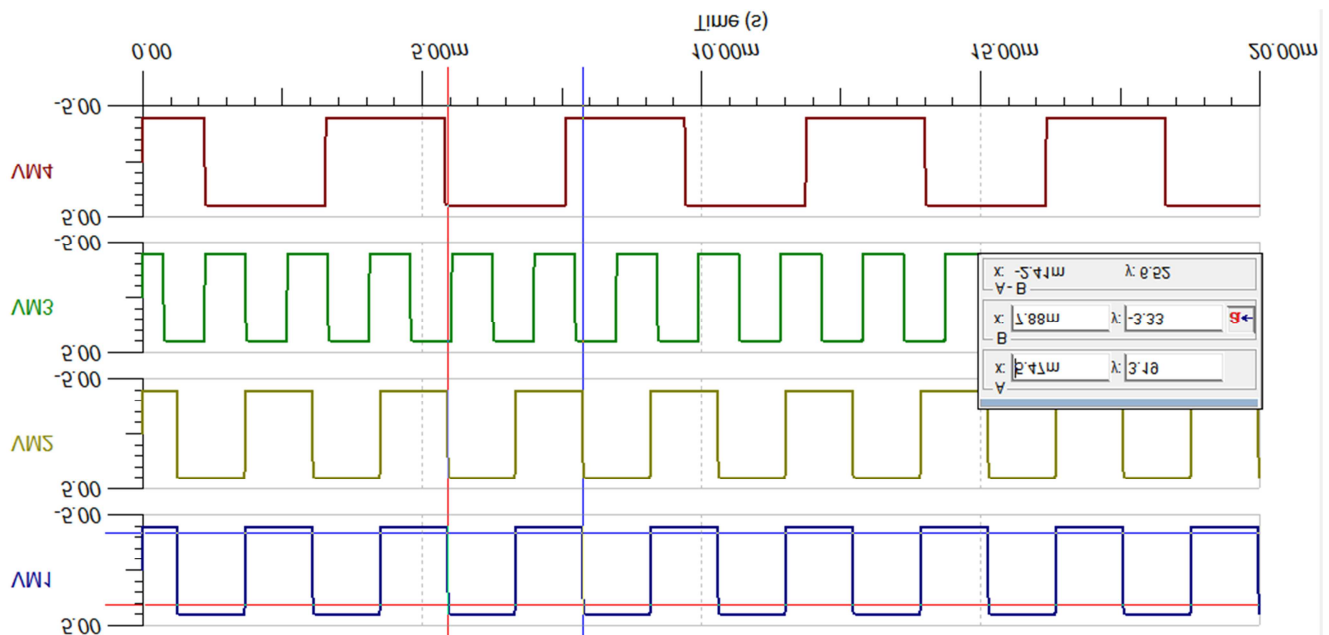 VM1
-5.00
5.00
VM2
-5.00
5.00
VM3
-5.00
5.00
VM4
-5.00
5.00
0.00 5.00m 10.00m 15.00m 20.00m
Time (s)
A
x: 5.47m y: 3.19
B
x: 7.88m y: -3.33
a←
A - B
x: -2.41m y: 6.52